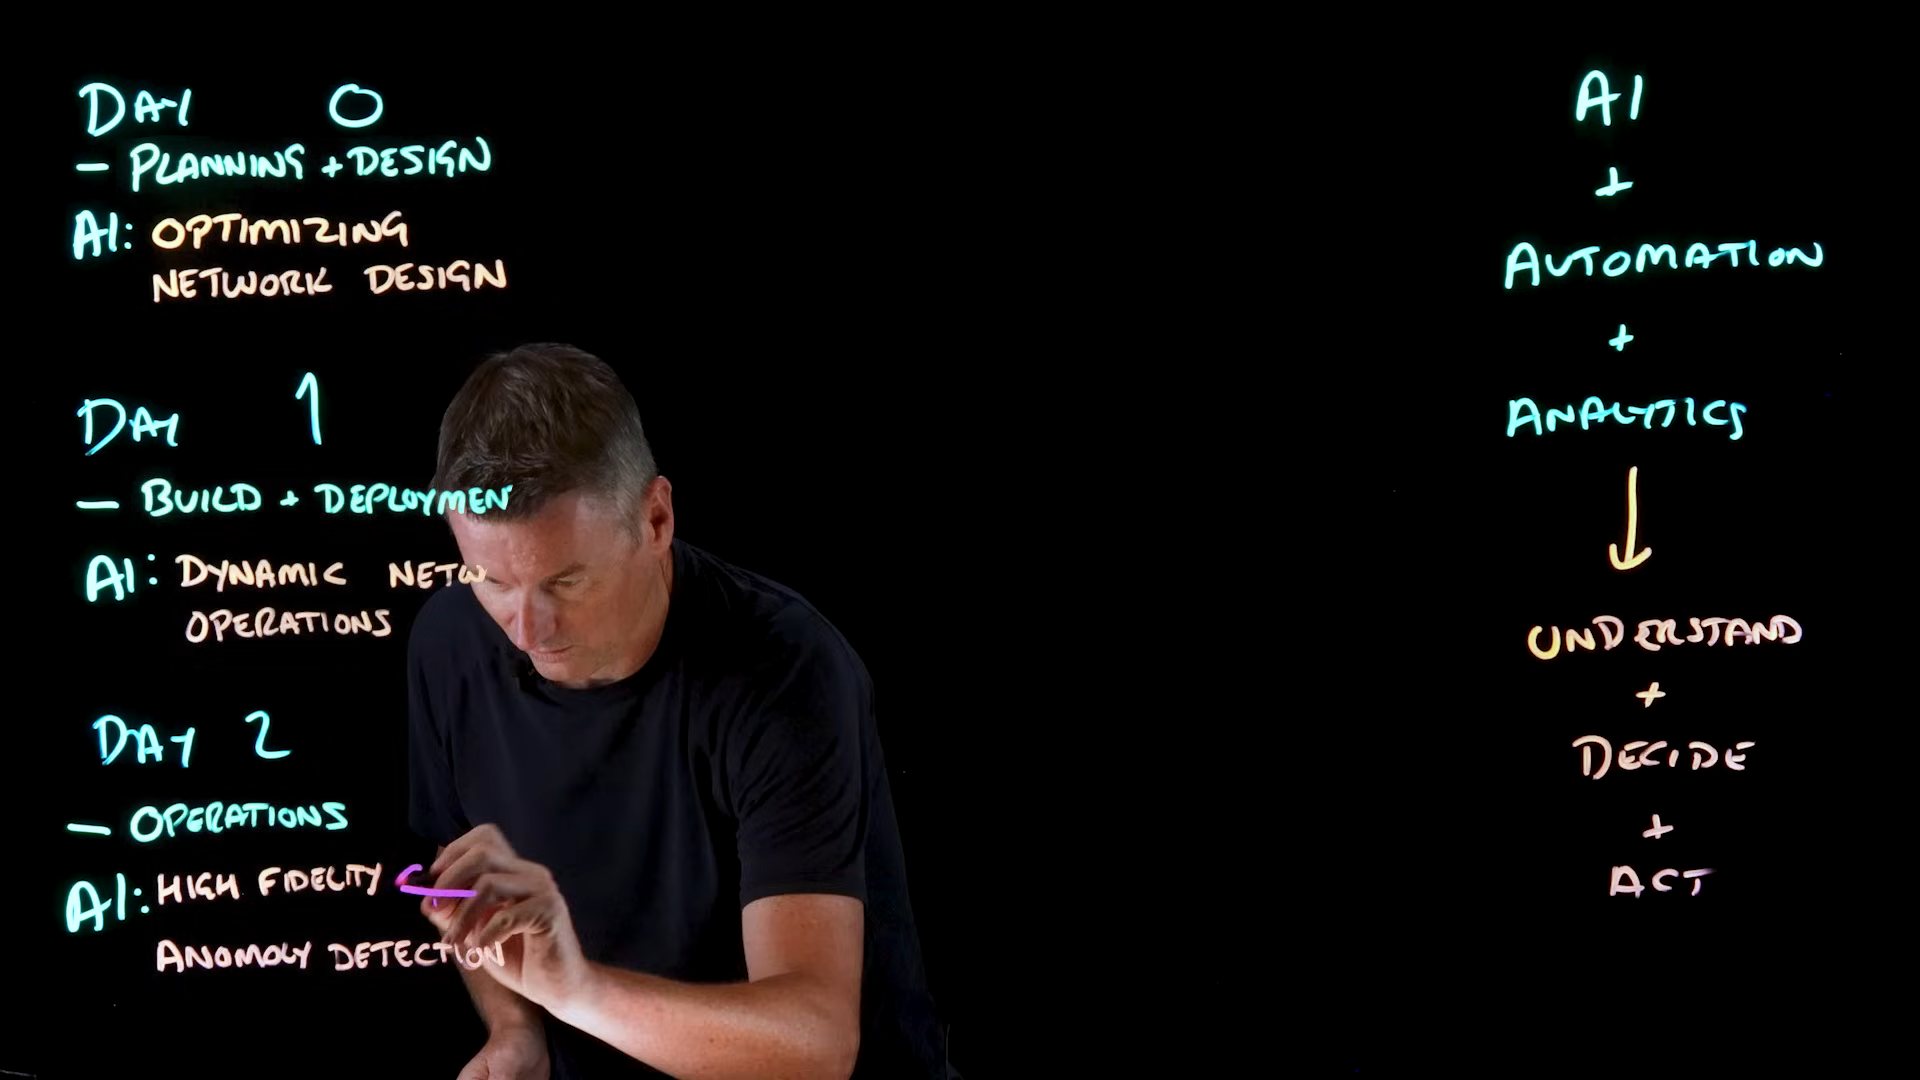 DAY 0
- PLANNING + DESIGN
AI: OPTIMIZING
NETWORK DESIGN
DAY 1
- BUILD + DEPLOYMEN
AI: DYNAMIC NETW
OPERATIONS
DAY 2
- OPERATIONS
AI: HIGH FIDELITY
ANOMOLY DETECTION
AI
+
AUTOMATION
+
ANALYTICS
↓
UNDERSTAND
+
DECIDE
+
ACT